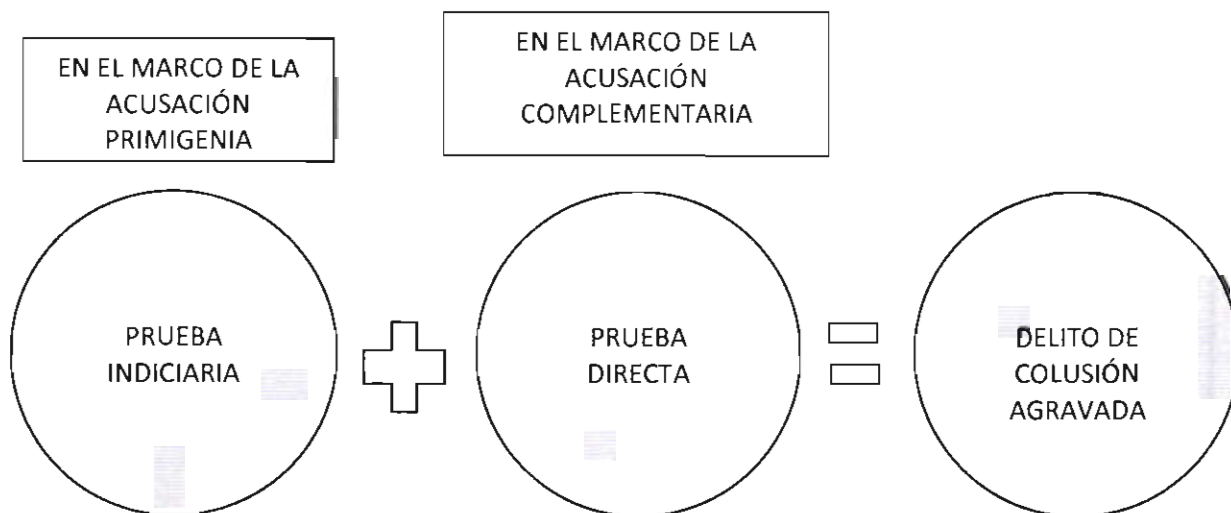 EN EL MARCO DE LA
ACUSACIÓN
PRIMIGENIA
EN EL MARCO DE LA
ACUSACIÓN
COMPLEMENTARIA
PRUEBA
INDICIARIA
PRUEBA
DIRECTA
DELITO DE
COLUSIÓN
AGRAVADA